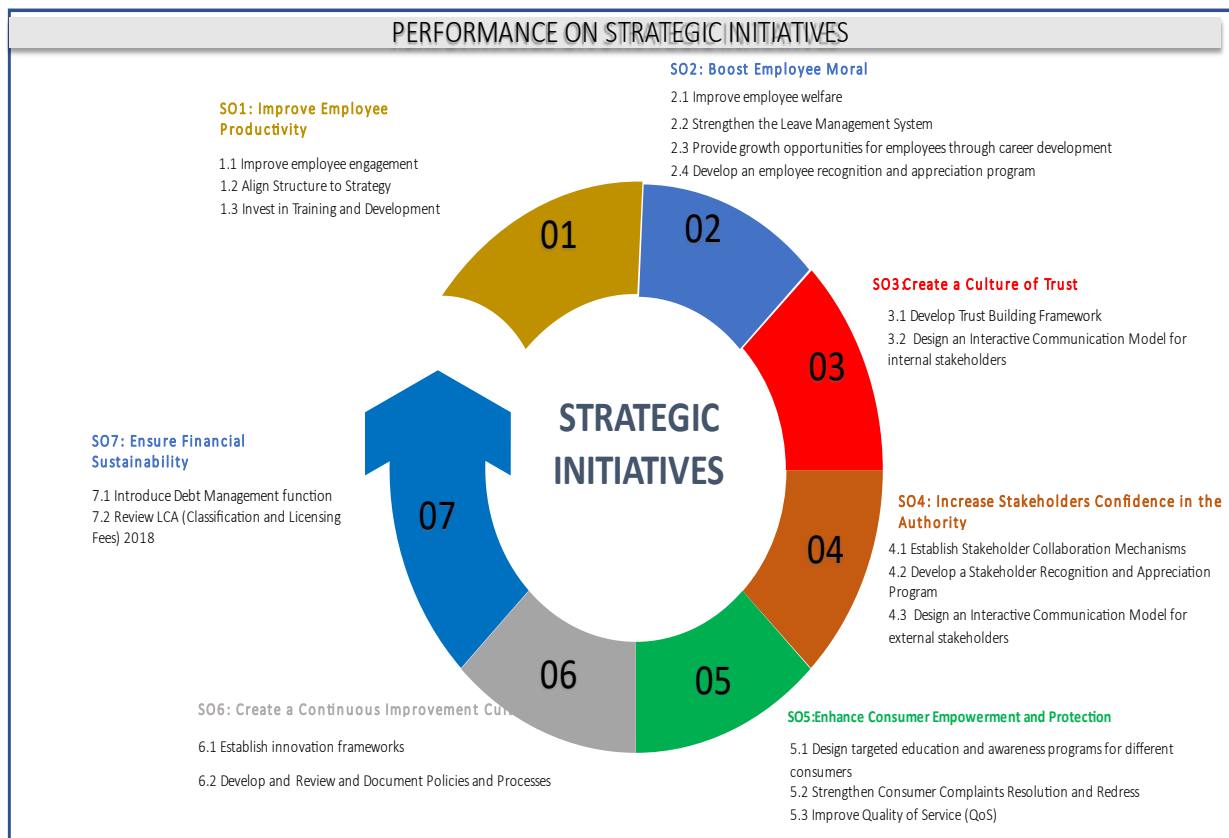 PERFORMANCE ON STRATEGIC INITIATIVES
SO1: Improve Employee
Productivity
1.1 Improve employee engagement
1.2 Align Structure to Strategy
1.3 Invest in Training and Development
01
SO2: Boost Employee Moral
2.1 Improve employee welfare
2.2 Strengthen the Leave Management System
2.3 Provide growth opportunities for employees through career development
2.4 Develop an employee recognition and appreciation program
02
SO3:Create a Culture of Trust
3.1 Develop Trust Building Framework
3.2 Design an Interactive Communication Model for
internal stakeholders
03
STRATEGIC
INITIATIVES
SO4: Increase Stakeholders Confidence in the
Authority
4.1 Establish Stakeholder Collaboration Mechanisms
4.2 Develop a Stakeholder Recognition and Appreciation
Program
4.3 Design an Interactive Communication Model for
external stakeholders
04
SO5:Enhance Consumer Empowerment and Protection
5.1 Design targeted education and awareness programs for different
consumers
5.2 Strengthen Consumer Complaints Resolution and Redress
5.3 Improve Quality of Service (QoS)
05
SO6: Create a Continuous Improvement
6.1 Establish innovation frameworks
6.2 Develop and Review and Document Policies and Processes
06
SO7: Ensure Financial
Sustainability
7.1 Introduce Debt Management function
7.2 Review LCA (Classification and Licensing
Fees) 2018
07